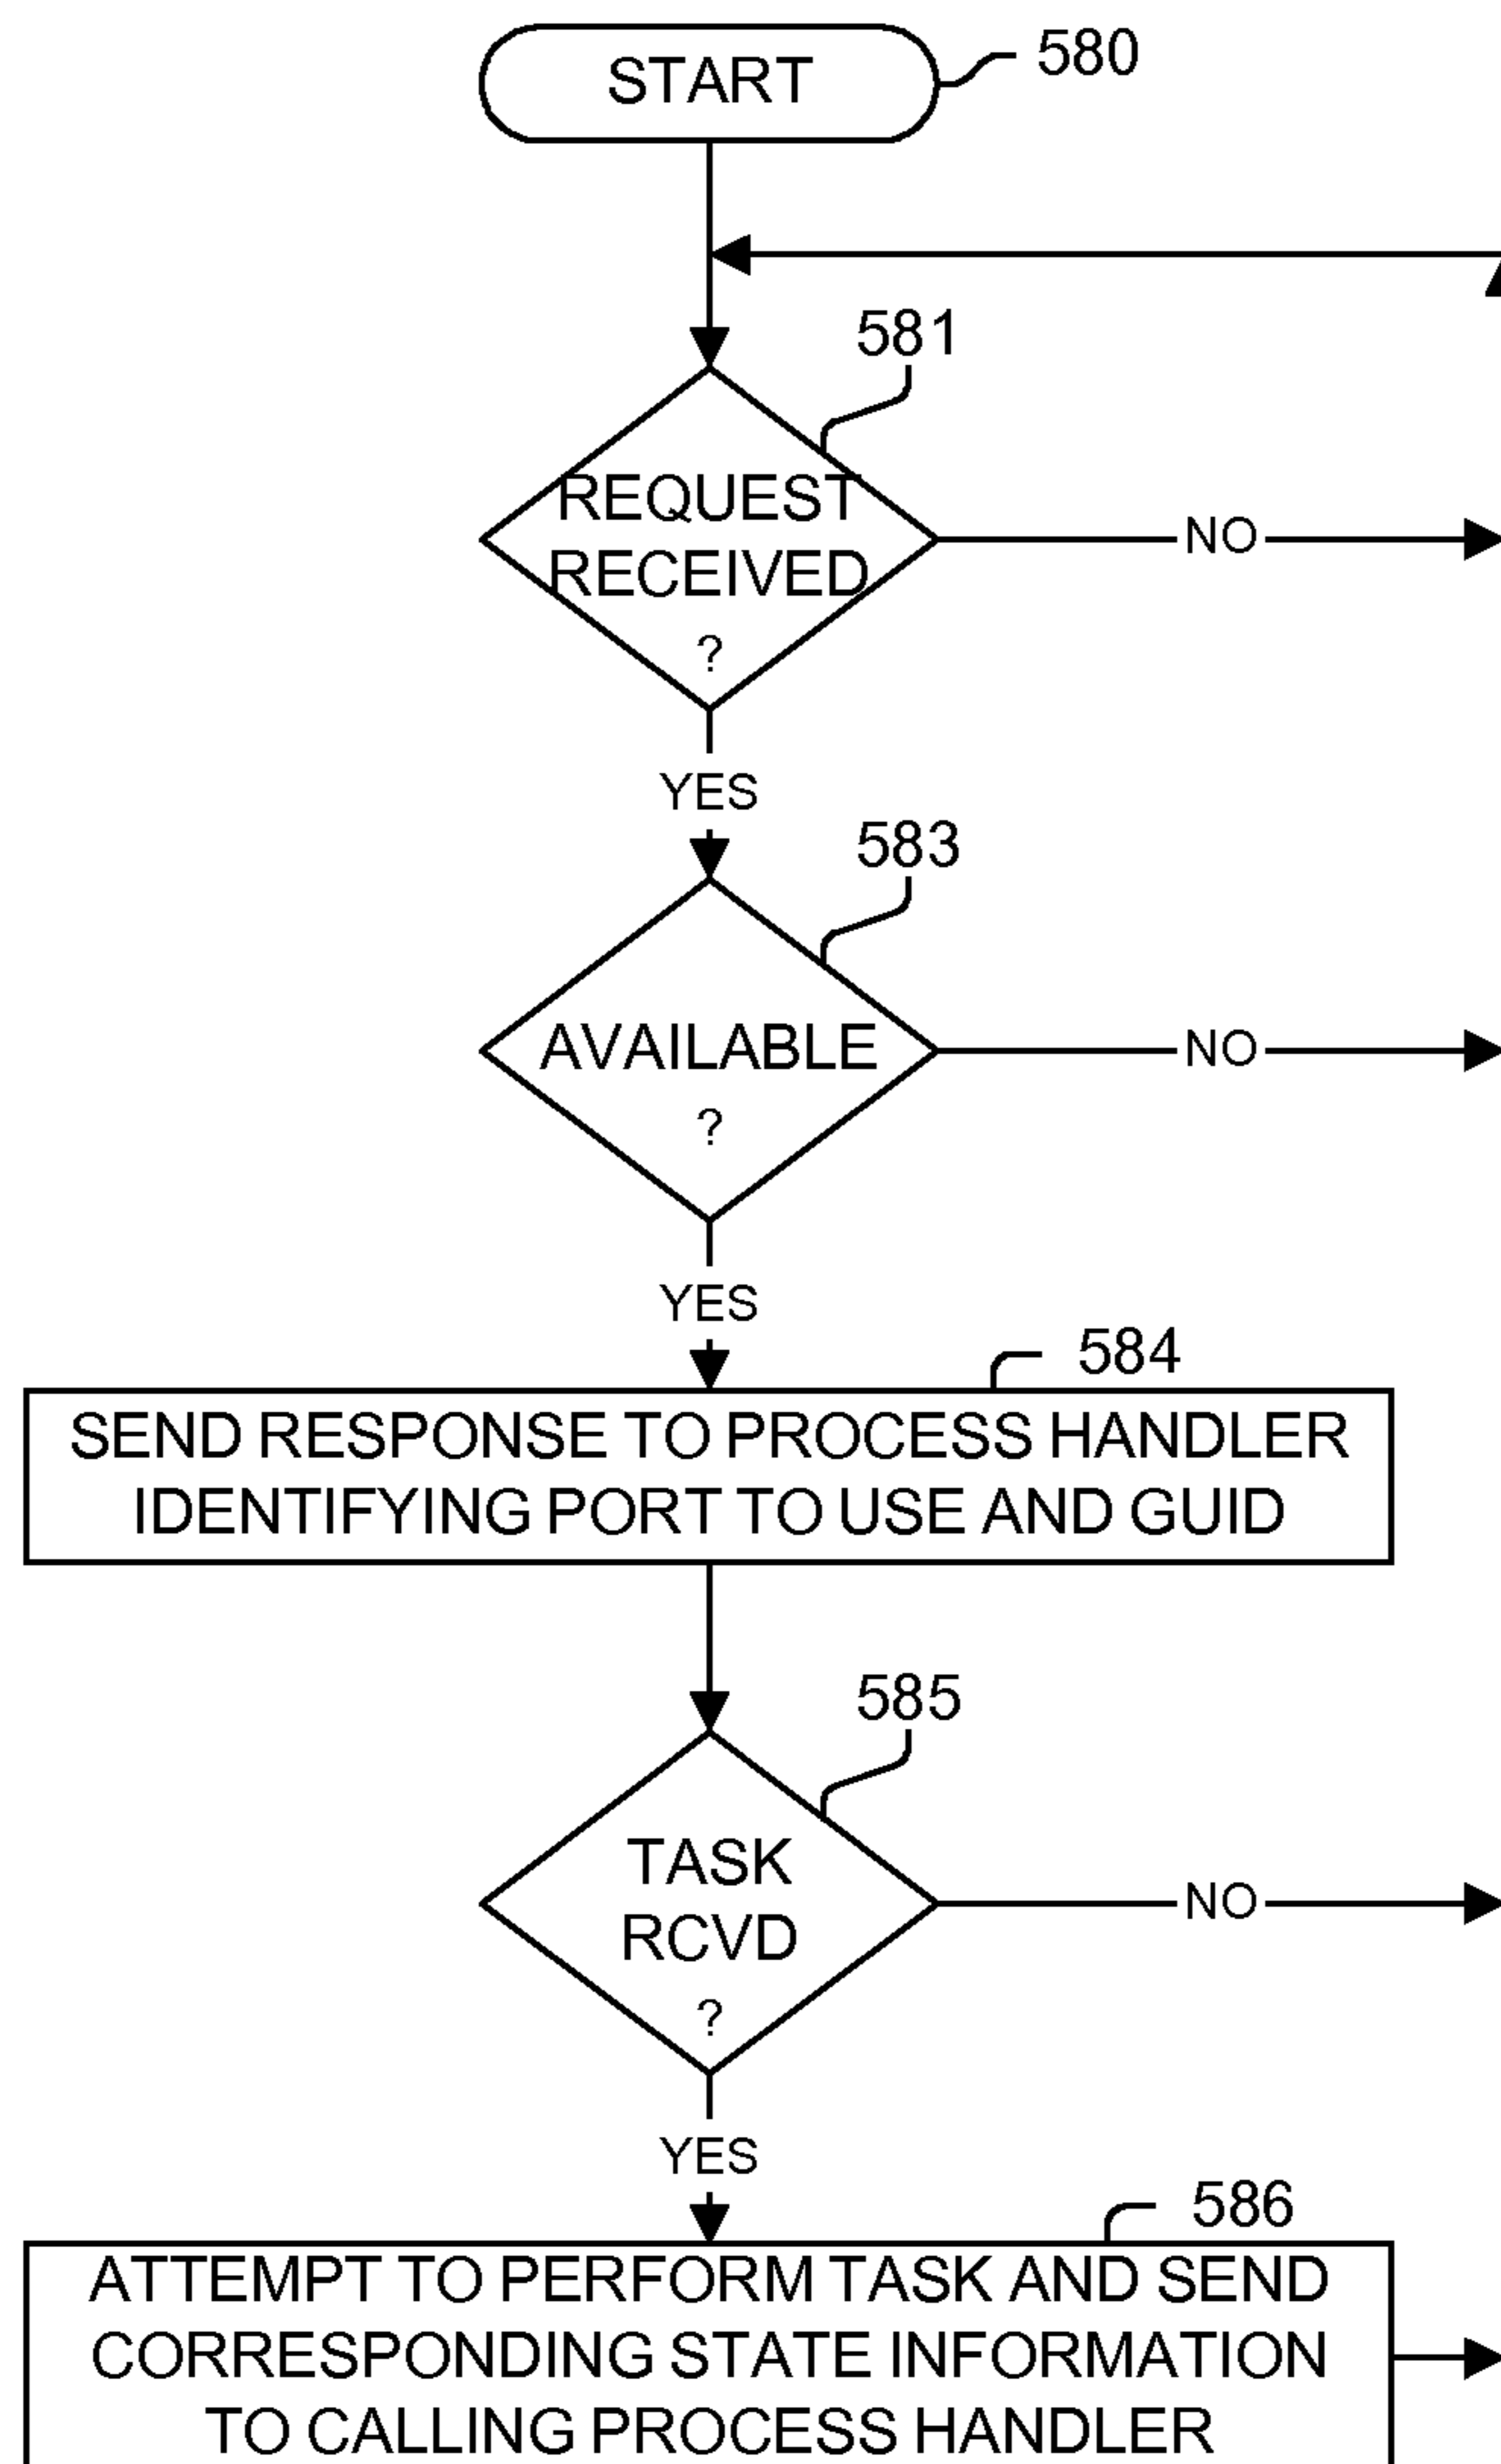 START
580
581
REQUEST
RECEIVED
?
NO
YES
583
AVAILABLE
?
NO
YES
584
SEND RESPONSE TO PROCESS HANDLER
IDENTIFYING PORT TO USE AND GUID
585
TASK
RCVD
?
NO
YES
586
ATTEMPT TO PERFORM TASK AND SEND
CORRESPONDING STATE INFORMATION
TO CALLING PROCESS HANDLER